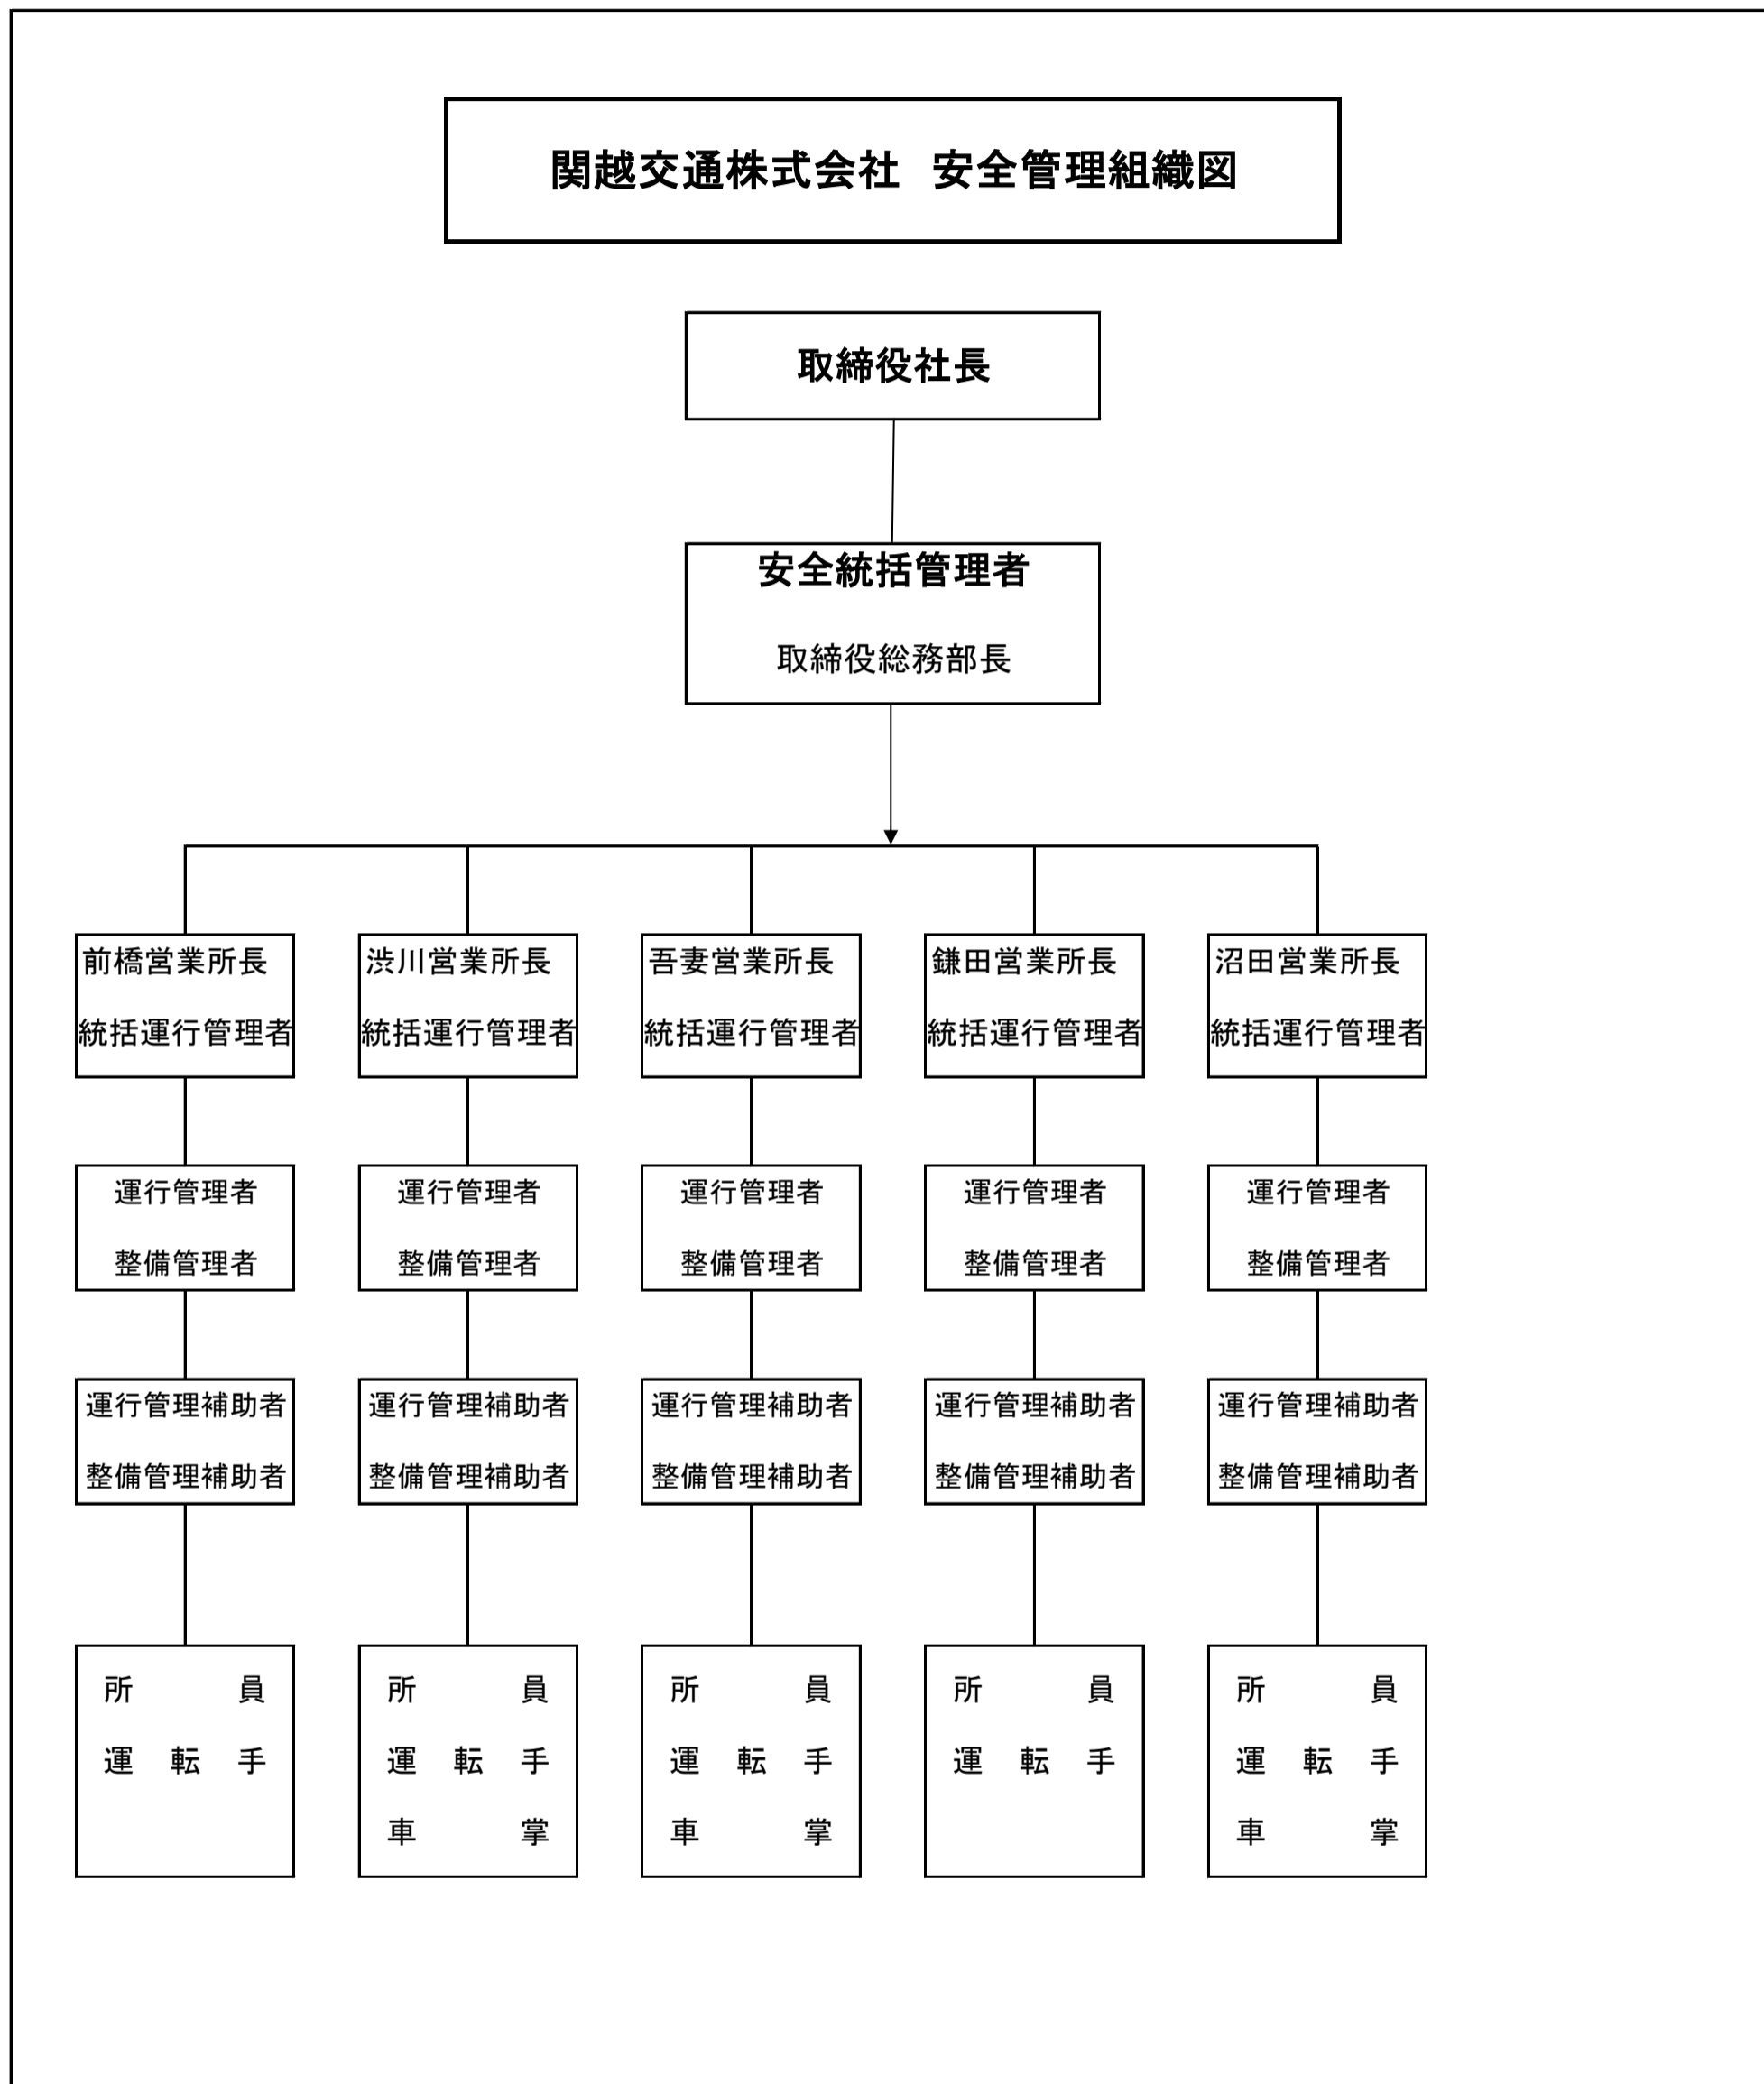 関越交通株式会社 安全管理組織図
取締役社長
安全統括管理者
取締役総務部長
前橋営業所長
統括運行管理者
渋川営業所長
統括運行管理者
吾妻営業所長
統括運行管理者
鎌田営業所長
統括運行管理者
沼田営業所長
統括運行管理者
運行管理者
整備管理者
運行管理者
整備管理者
運行管理者
整備管理者
運行管理者
整備管理者
運行管理者
整備管理者
運行管理補助者
整備管理補助者
運行管理補助者
整備管理補助者
運行管理補助者
整備管理補助者
運行管理補助者
整備管理補助者
運行管理補助者
整備管理補助者
所員
運転手
所員
運転手
車掌
所員
運転手
車掌
所員
運転手
所員
運転手
車掌